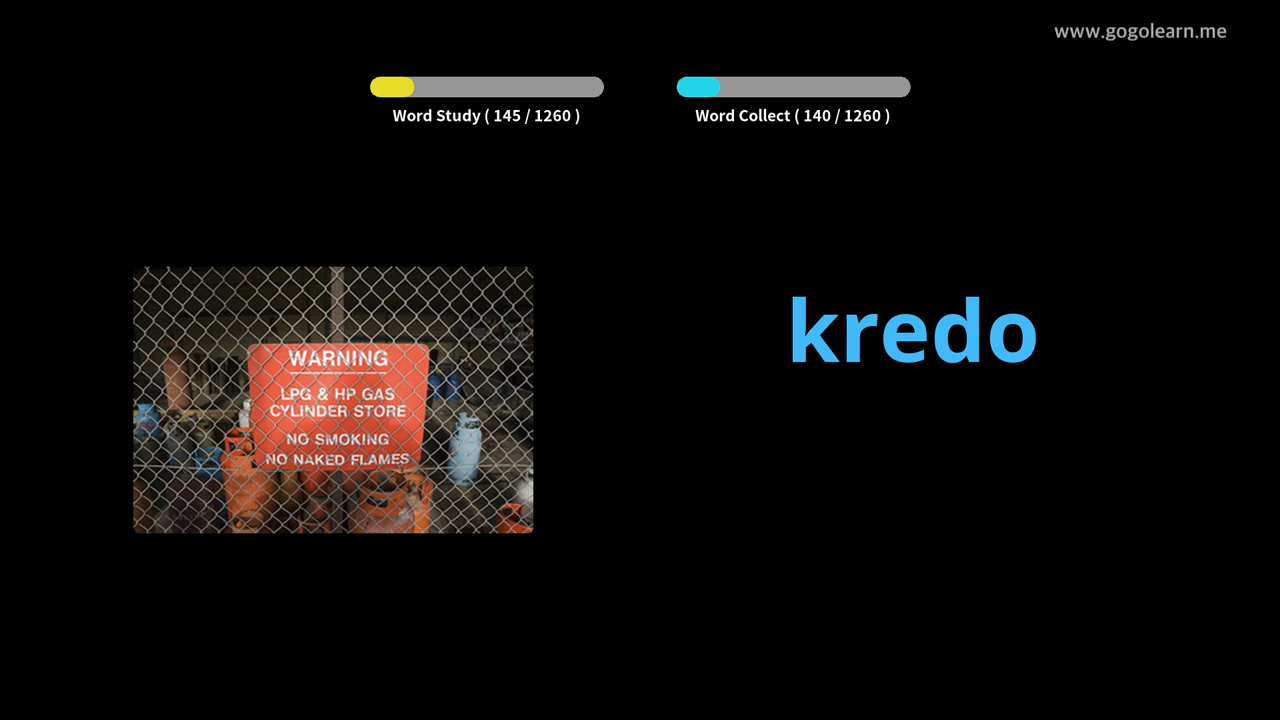 www.gogolearn.me
Word Study ( 145 / 1260 )
Word Collect ( 140 / 1260 )
WARNING
LPG & HP GAS
CYLINDER STORE
NO SMOKING
NO NAKED FLAMES
kredo